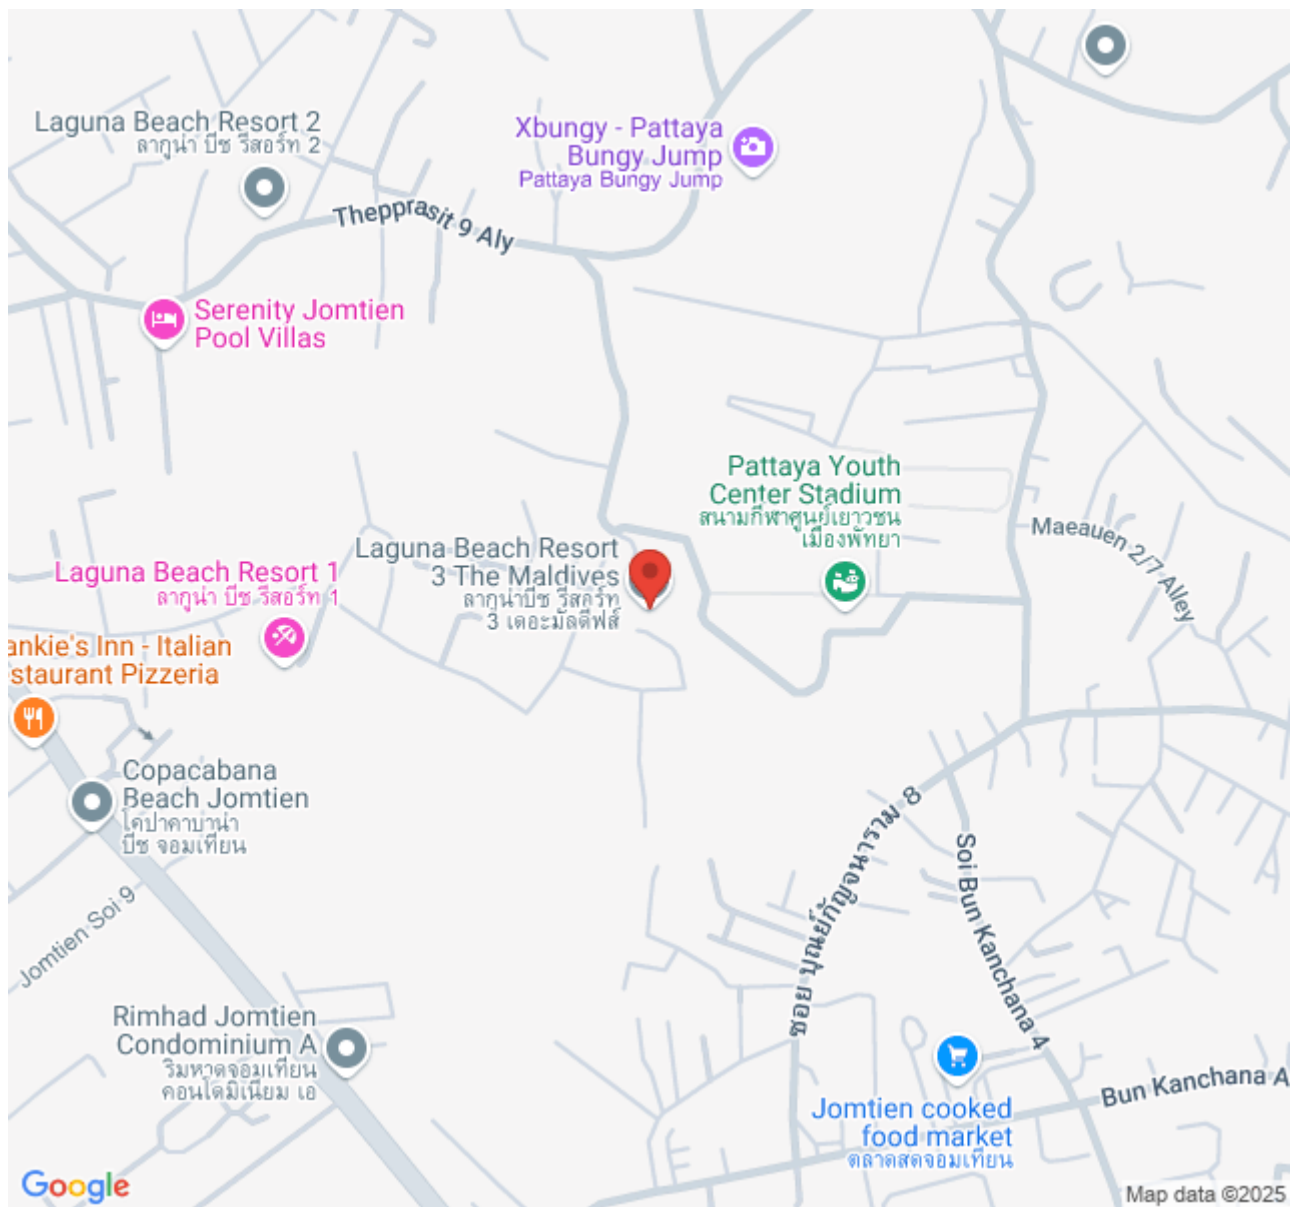 Laguna Beach Resort 2
ลากูน่า บีช รีสอร์ท 2
Xbungy - Pattaya
Bungy Jump
Pattaya Bungy Jump
Thepprasit 9 Aly
Serenity Jomtien
Pool Villas
Pattaya Youth
Center Stadium
สนามกีฬาศูนย์เยาวชน
เมืองพัทยา
Maeauen 2/7 Alley
Laguna Beach Resort
3 The Maldives
ลากูน่าบีช รีสอร์ท
3 เดอะมัลดีฟส์
Laguna Beach Resort 1
ลากูน่า บีช รีสอร์ท 1
ankie's Inn - Italian
staurant Pizzeria
Copacabana
Beach Jomtien
โคปาคาบาน่า
บีช จอมเทียน
ซอย บุณย์กัญจนาราม 8
Soi Bun Kanchana 4
Jomtien Soi 9
Rimhad Jomtien
Condominium A
ริมหาดจอมเทียน
คอนโดมิเนียม เอ
Bun Kanchana A
Jomtien cooked
food market
ตลาดสดจอมเทียน
Google
Map data ©2025